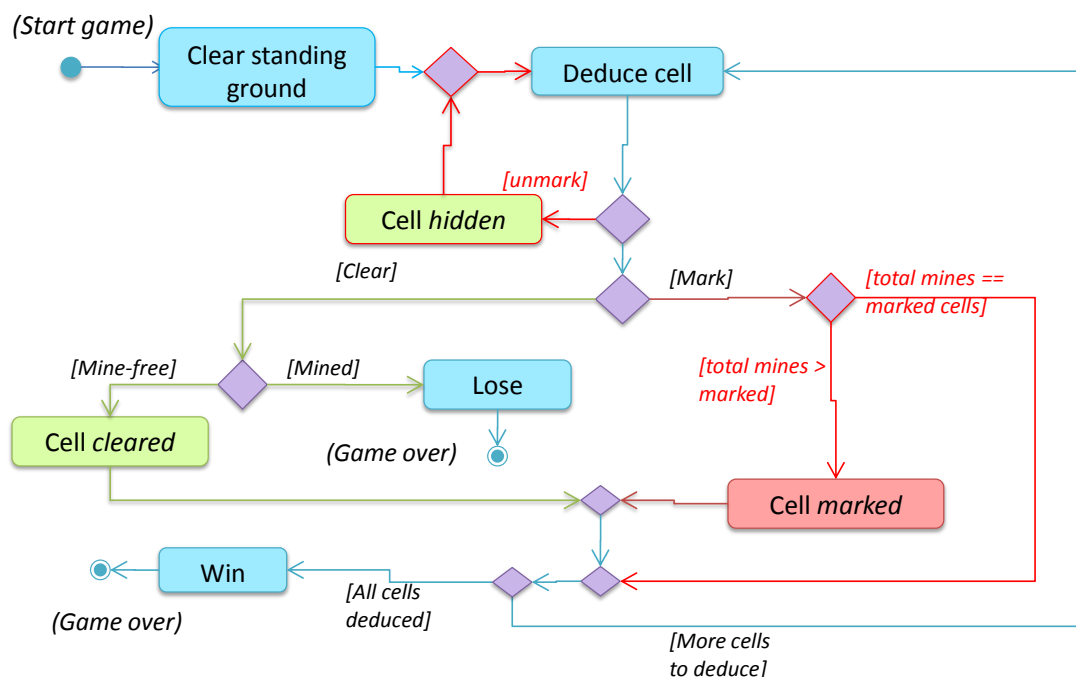 (Start game)
Clear standing
ground
Deduce cell
[unmark]
Cell hidden
[Clear]
[Mark]
[total mines ==
marked cells]
[Mine-free]
[Mined]
[total mines >
marked]
Lose
Cell cleared
(Game over)
Cell marked
Win
[All cells
deduced]
(Game over)
[More cells
to deduce]